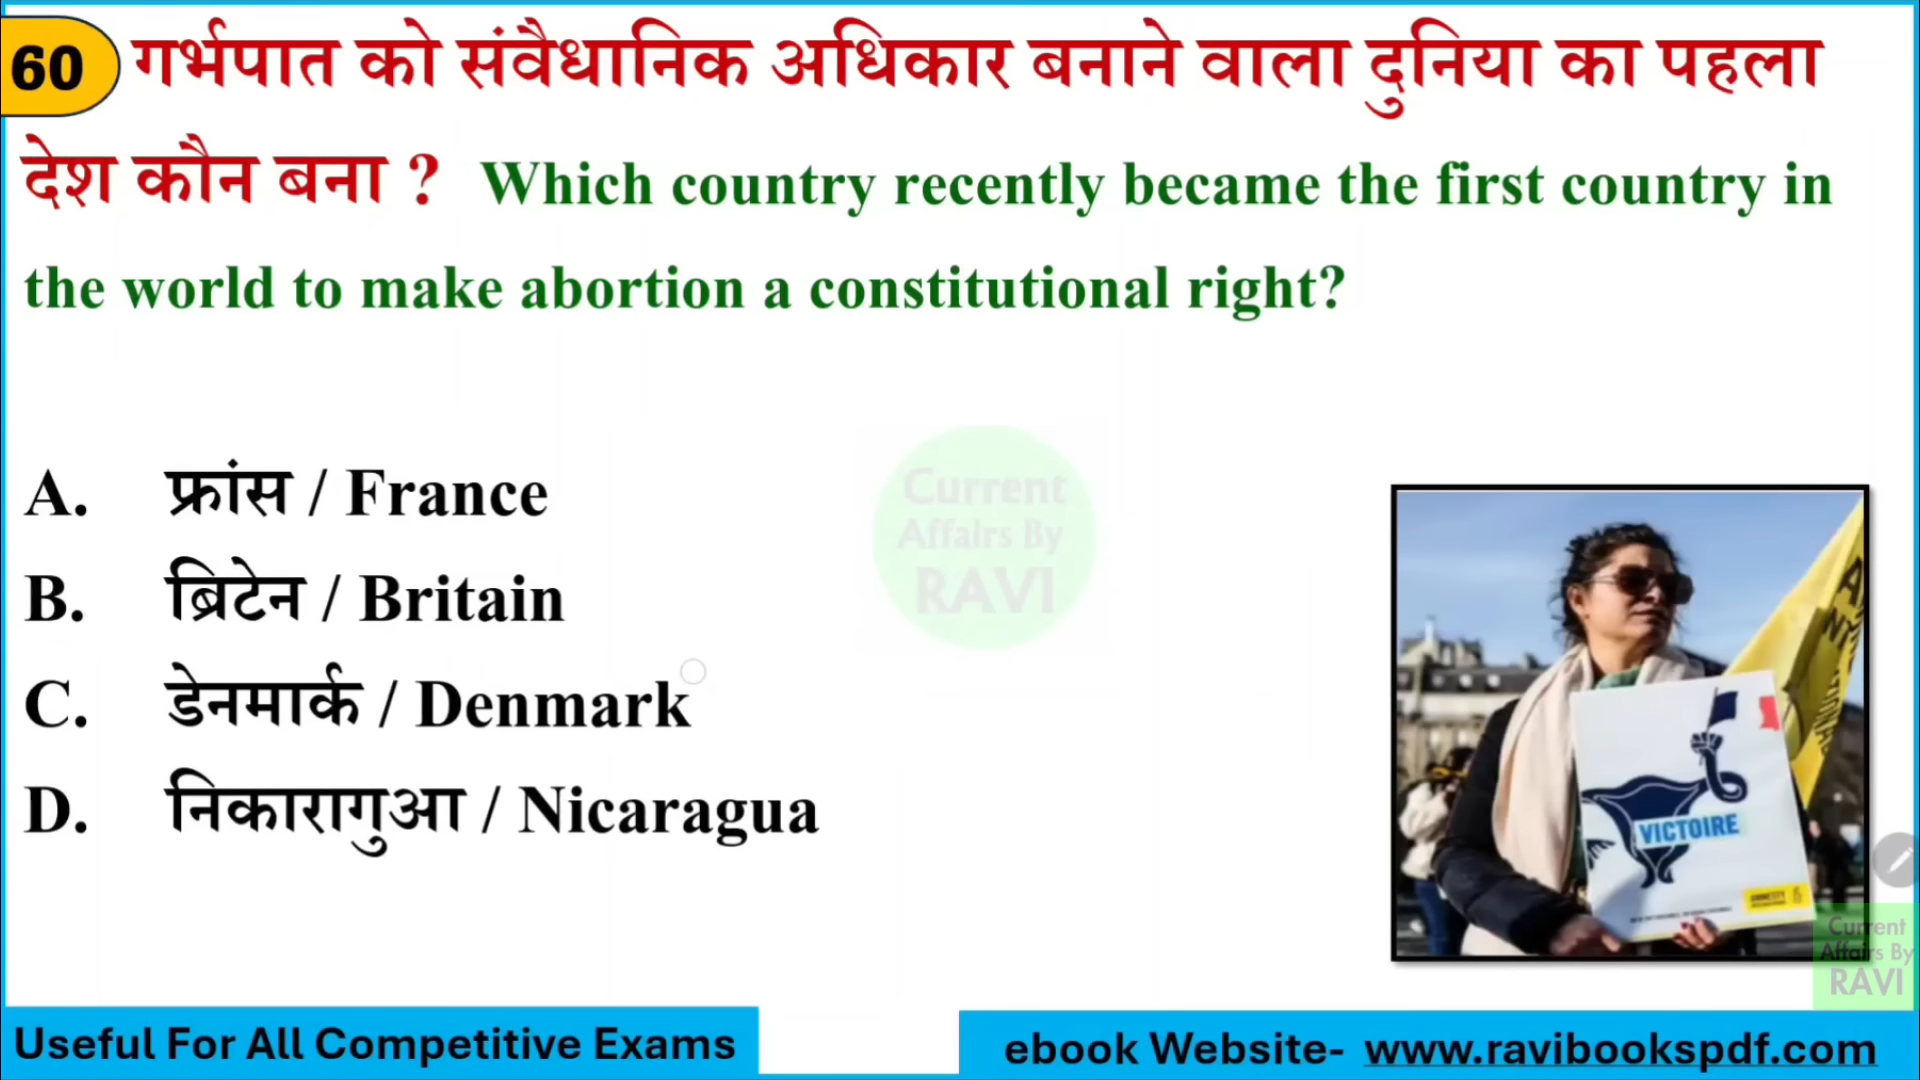 60 गर्भपात को संवैधानिक अधिकार बनाने वाला दुनिया का पहला
देश कौन बना ? Which country recently became the first country in
the world to make abortion a constitutional right?
A. फ्रांस / France
B. ब्रिटेन / Britain
C. डेनमार्क / Denmark
D. निकारागुआ / Nicaragua
Current
Affairs By
RAVI
VICTOIRE
AMNESTY
Current
Affairs By
RAVI
Useful For All Competitive Exams
ebook Website- www.ravibookspdf.com